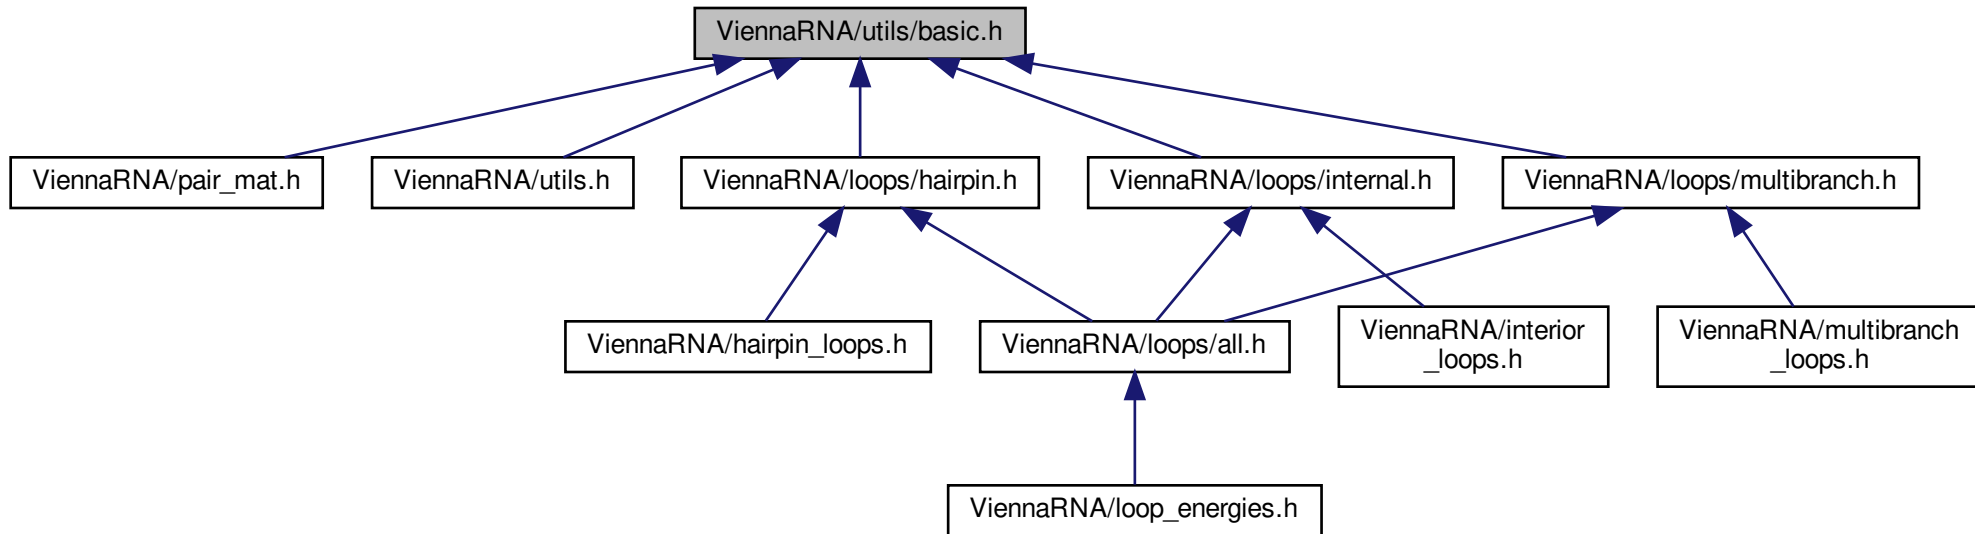 ViennaRNA/utils/basic.h
ViennaRNA/pair_mat.h
ViennaRNA/utils.h
ViennaRNA/loops/hairpin.h
ViennaRNA/loops/internal.h
ViennaRNA/loops/multibranch.h
ViennaRNA/hairpin_loops.h
ViennaRNA/loops/all.h
ViennaRNA/interior
_loops.h
ViennaRNA/multibranch
_loops.h
ViennaRNA/loop_energies.h